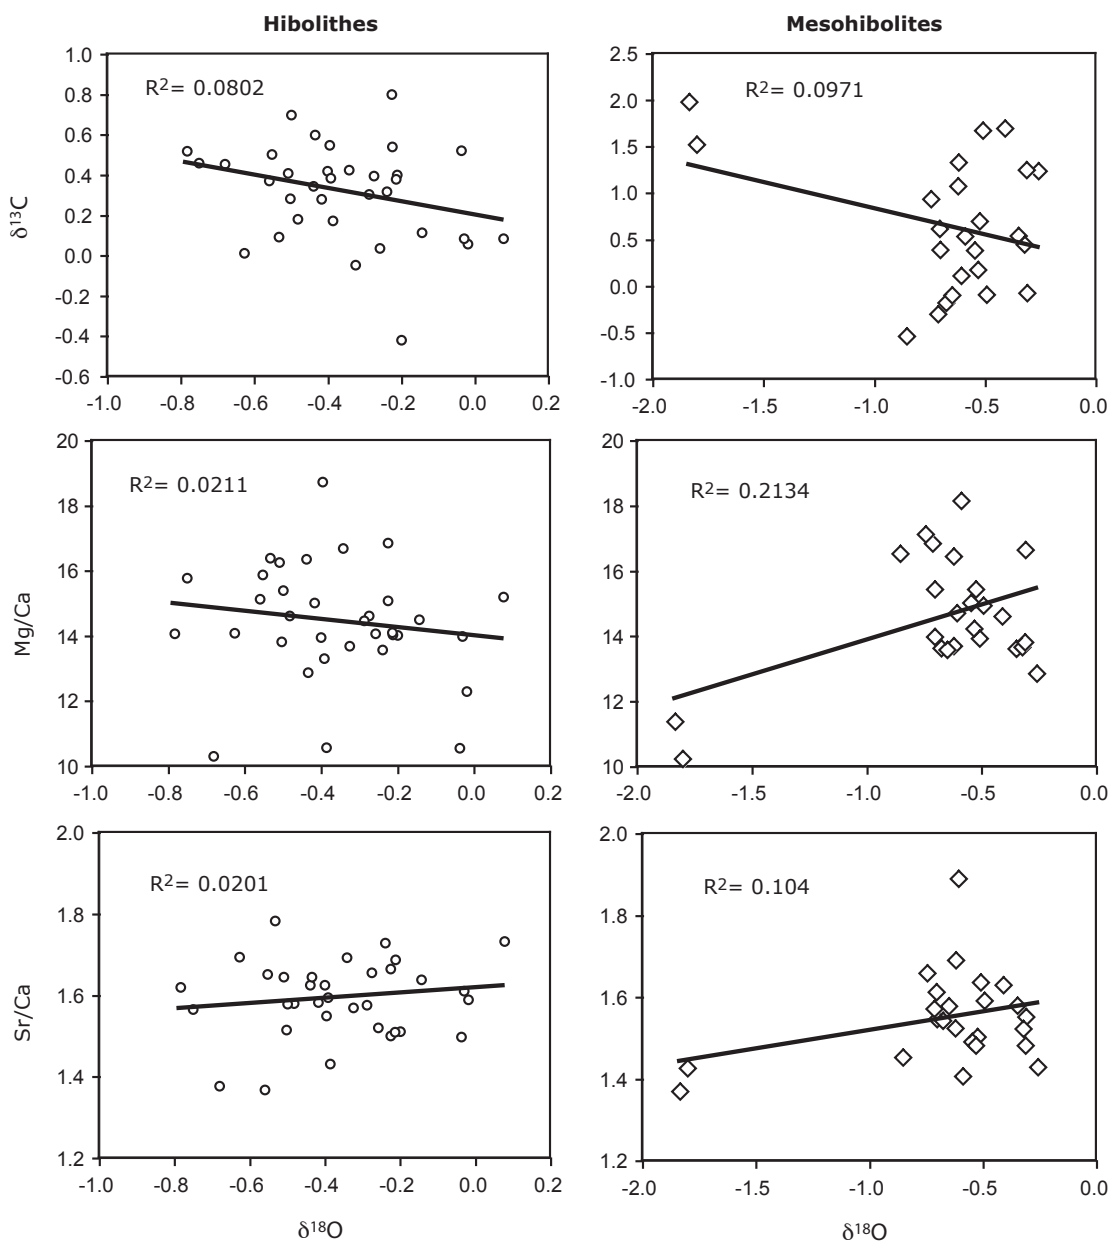 Hibolithes
Mesohibolites
1.0
0.8
0.6
0.4
0.2
0.0
-0.2
-0.4
-0.6
δ13C
R2= 0.0802
-1.0 -0.8 -0.6 -0.4 -0.2 0.0 0.2
2.5
2.0
1.5
1.0
0.5
0.0
-0.5
-1.0
R2= 0.0971
-2.0 -1.5 -1.0 -0.5 0.0
20
18
16
14
12
10
Mg/Ca
R2= 0.0211
-1.0 -0.8 -0.6 -0.4 -0.2 0.0 0.2
20
18
16
14
12
10
R2= 0.2134
-2.0 -1.5 -1.0 -0.5 0.0
2.0
1.8
1.6
1.4
1.2
Sr/Ca
R2= 0.0201
-1.0 -0.8 -0.6 -0.4 -0.2 0.0 0.2
δ18O
2.0
1.8
1.6
1.4
1.2
R2= 0.104
-2.0 -1.5 -1.0 -0.5 0.0
δ18O